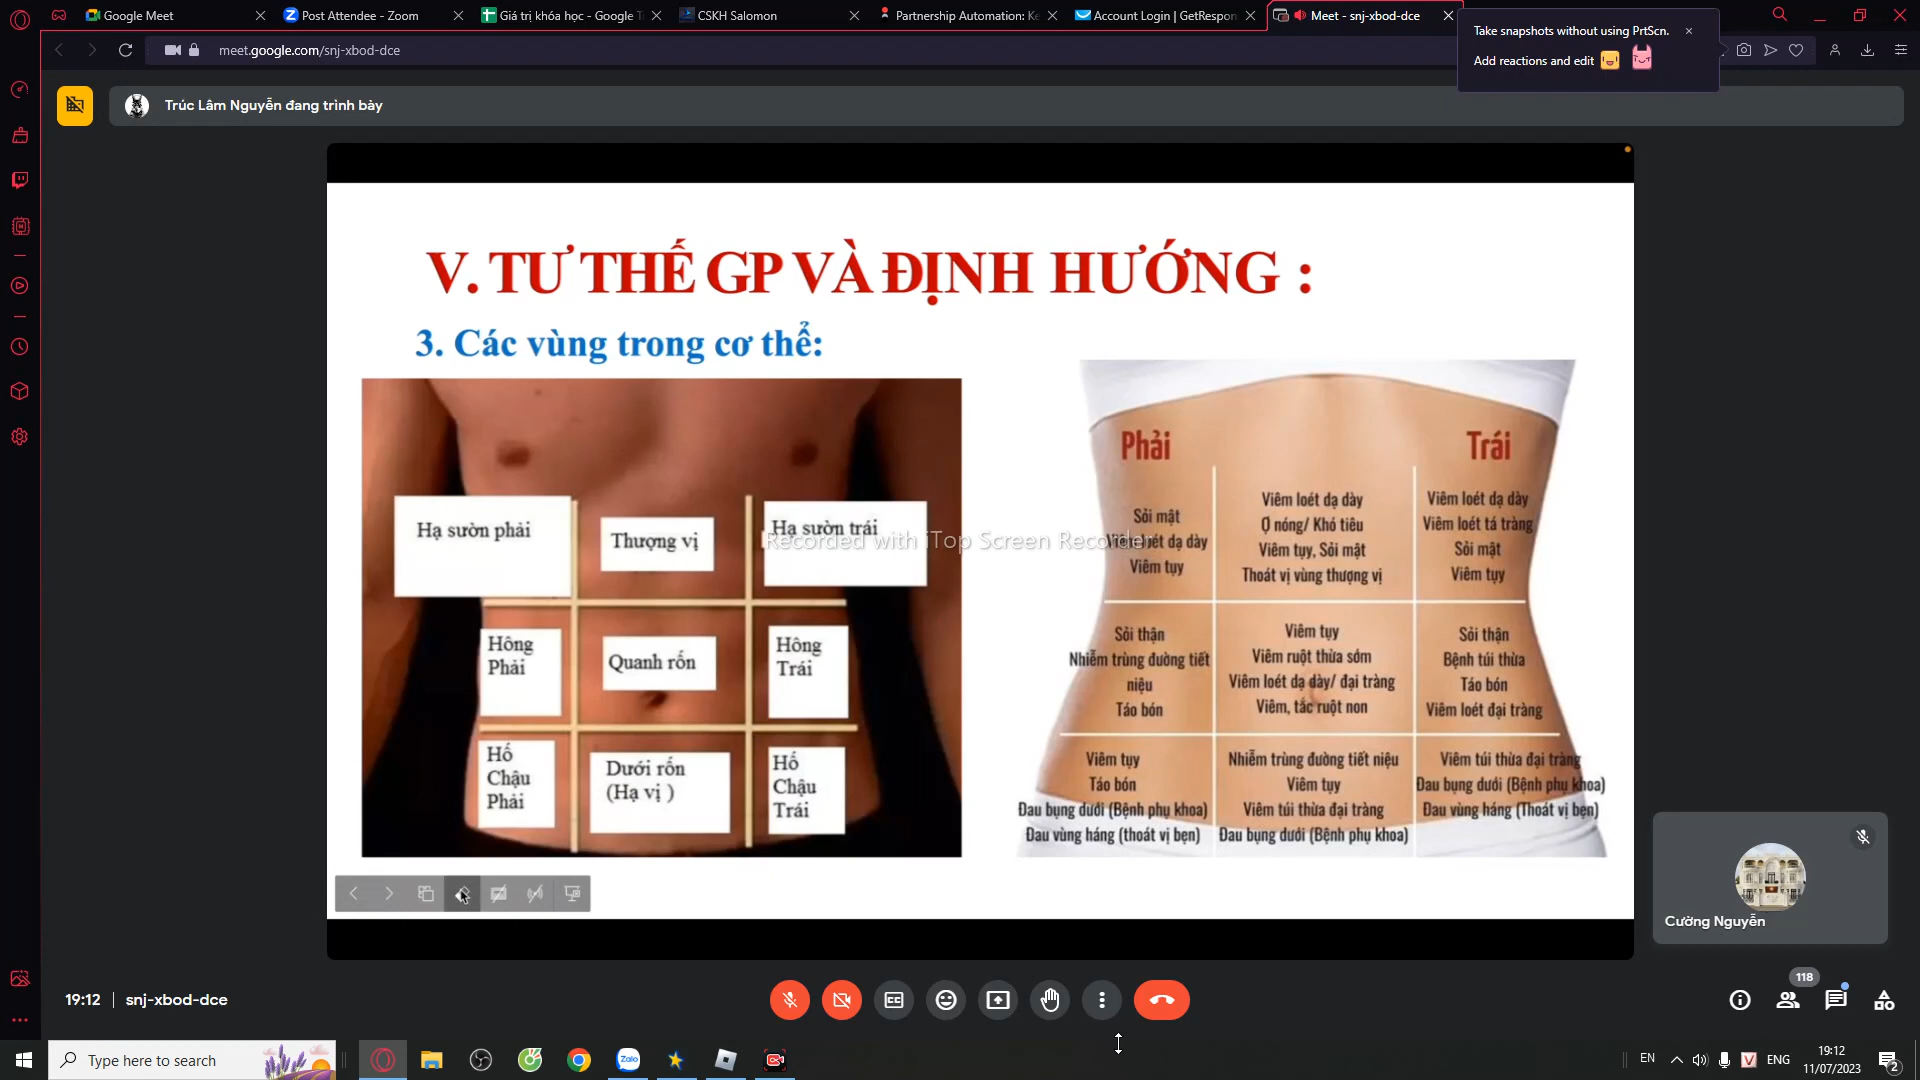 Google Meet
Post Attendee - Zoom
Giá trị khóa học - Google T
CSKH Salomon
Partnership Automation: Ke
Account Login | GetRespon
Meet - snj-xbod-dce
Take snapshots without using PrtScn.
Add reactions and edit
meet.google.com/snj-xbod-dce
Trúc Lâm Nguyễn đang trình bày
V. TƯ THẾ GP VÀ ĐỊNH HƯỚNG :
3. Các vùng trong cơ thể:
Hạ sườn phải
Thượng vị
Hạ sườn trái
Hông
Phải
Quanh rốn
Hông
Trái
Hố
Chậu
Phải
Dưới rốn
(Hạ vị )
Hố
Chậu
Trái
Recorded with iTop Screen Recorder
Phải
Trái
Sỏi mật
loét dạ dày
Viêm tụy
Viêm loét dạ dày
Ợ nóng/ Khó tiêu
Viêm tụy, Sỏi mật
Thoát vị vùng thượng vị
Viêm loét dạ dày
Viêm loét tá tràng
Sỏi mật
Viêm tụy
Sỏi thận
Nhiễm trùng đường tiết
niệu
Táo bón
Viêm tụy
Viêm ruột thừa sớm
Viêm loét dạ dày/ đại tràng
Viêm, tắc ruột non
Sỏi thận
Bệnh túi thừa
Táo bón
Viêm loét đại tràng
Viêm tụy
Táo bón
Đau bụng dưới (Bệnh phụ khoa)
Đau vùng háng (thoát vị bẹn)
Nhiễm trùng đường tiết niệu
Viêm tụy
Viêm túi thừa đại tràng
Đau bụng dưới (Bệnh phụ khoa)
Viêm túi thừa đại tràng
Đau bụng dưới (Bệnh phụ khoa)
Đau vùng háng (Thoát vị bẹn)
Cường Nguyễn
19:12 | snj-xbod-dce
118
Type here to search
Zalo
EN
ENG
19:12
11/07/2023
2